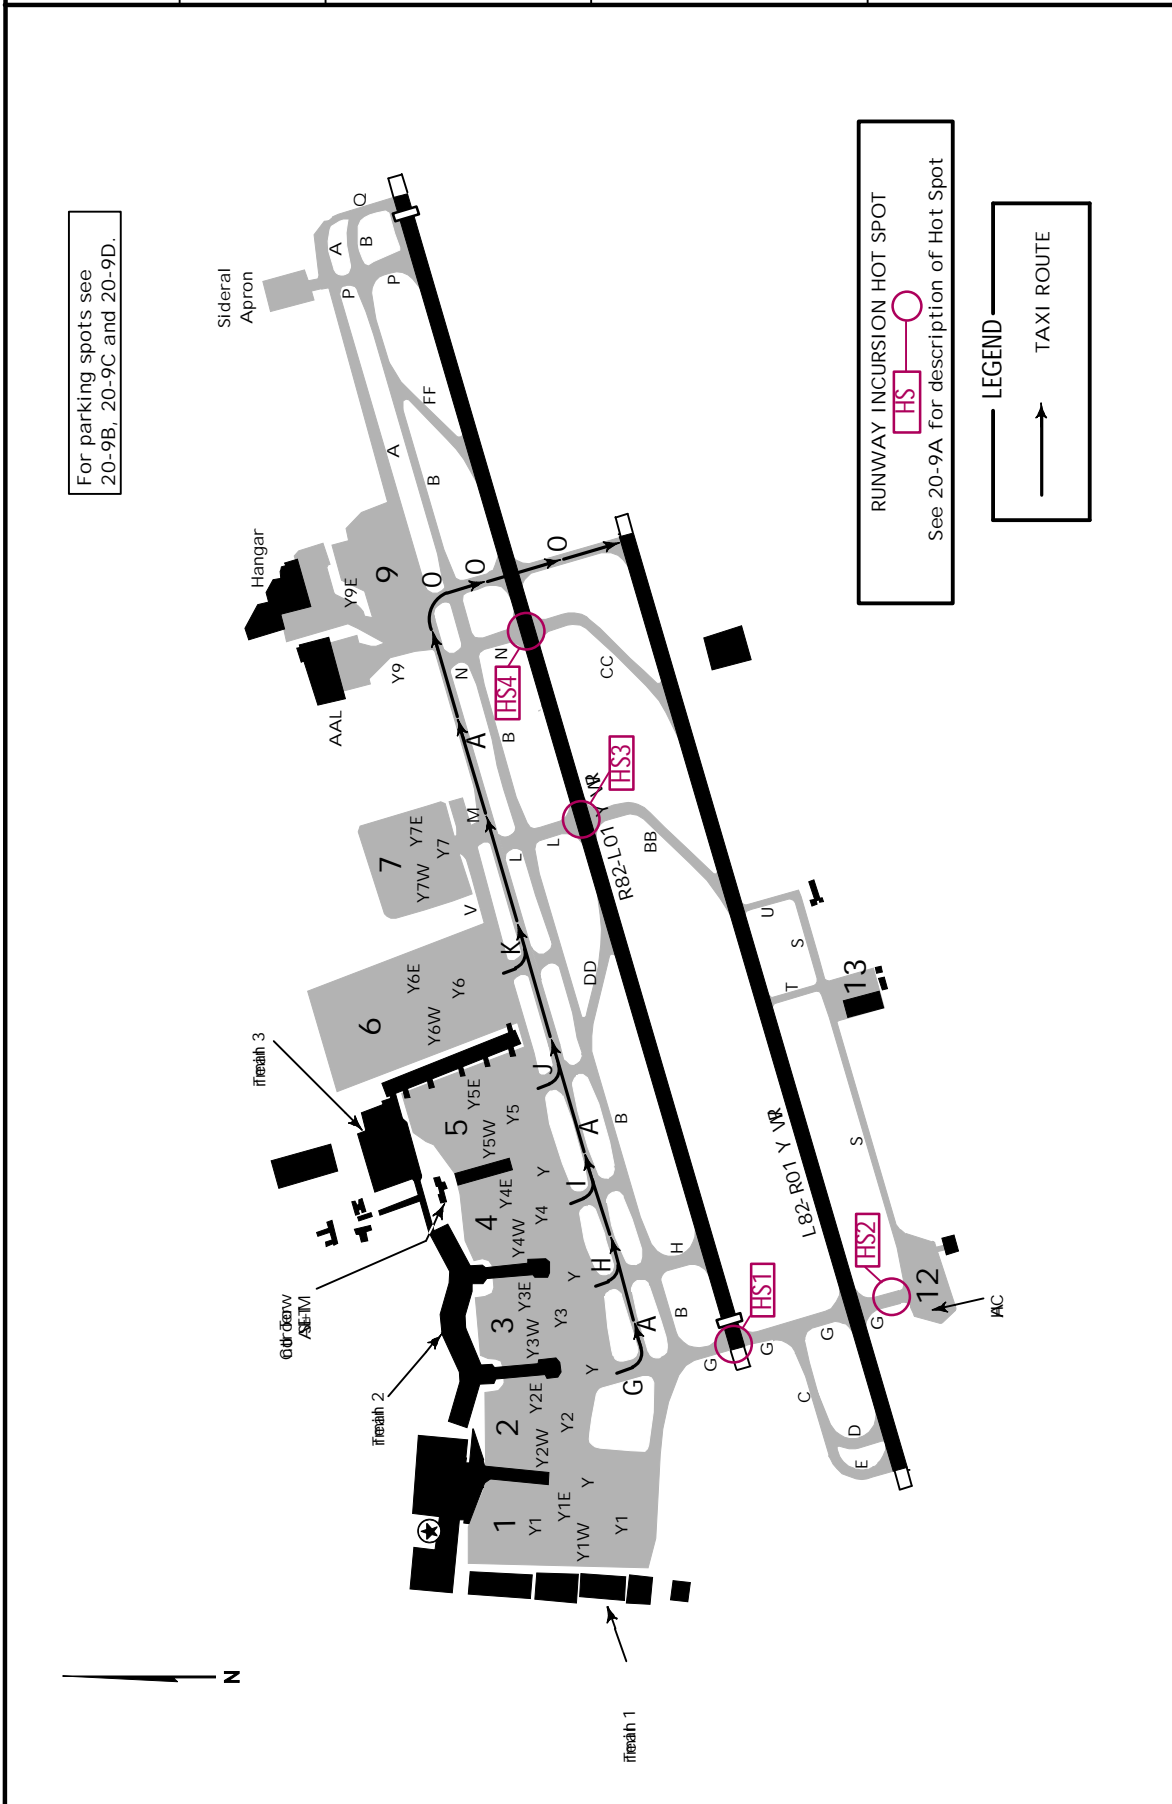 For parking spots see
20-9B, 20-9C and 20-9D.
Sideral
Apron
Hangar
AAL
RUNWAY INCURSION HOT SPOT
HS
See 20-9A for description of Hot Spot
LEGEND
TAXI ROUTE
Q
A
B
P
P
FF
A
B
9
Y9E
Y9
O
O
O
N
N
HS4
CC
A
B
M
7
Y7E
Y7W
Y7
V
L
L
HS3
BB
R82-L01
K
6
Y6E
Y6
Y6W
DD
U
S
T
13
J
5
Y5E
Y5W
Y5
A
B
S
L82-R01
I
Y
4
Y4E
Y4W
Y4
H
H
Y
3
Y3E
Y3W
Y3
A
B
HS1
HS2
12
G
G
G
G
G
Y
2
Y2E
Y2W
Y2
C
D
E
Y
1
Y1
Y1E
Y1W
Y1
N